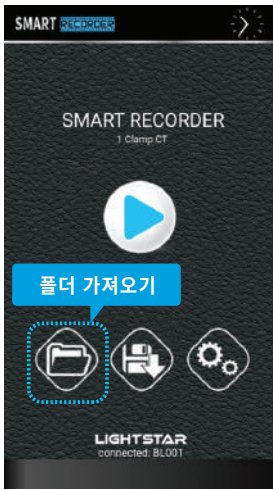 SMART RECORDER
SMART RECORDER
1 Clamp CT
폴더 가져오기
LIGHTSTAR
connected: BL001